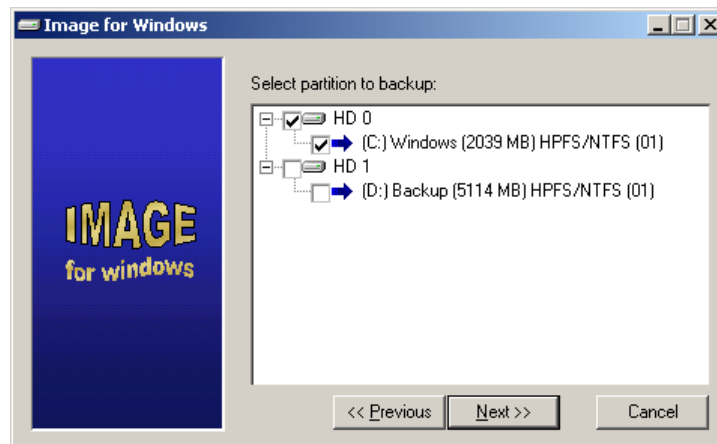 Image for Windows
Select partition to backup:
HD 0
(C:) Windows (2039 MB) HPFS/NTFS (01)
HD 1
(D:) Backup (5114 MB) HPFS/NTFS (01)
IMAGE
for windows
<< Previous
Next >>
Cancel